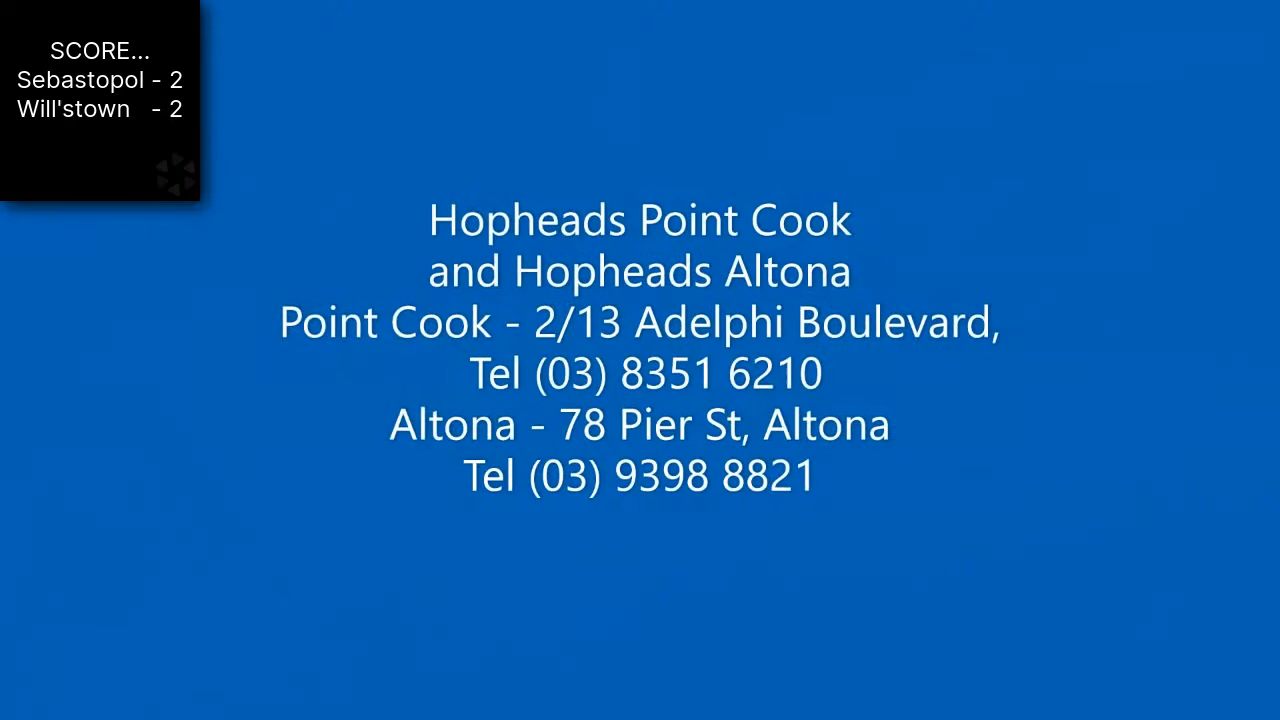 SCORE...
Sebastopol - 2
Will'stown - 2
Hopheads Point Cook
and Hopheads Altona
Point Cook - 2/13 Adelphi Boulevard,
Tel (03) 8351 6210
Altona - 78 Pier St, Altona
Tel (03) 9398 8821